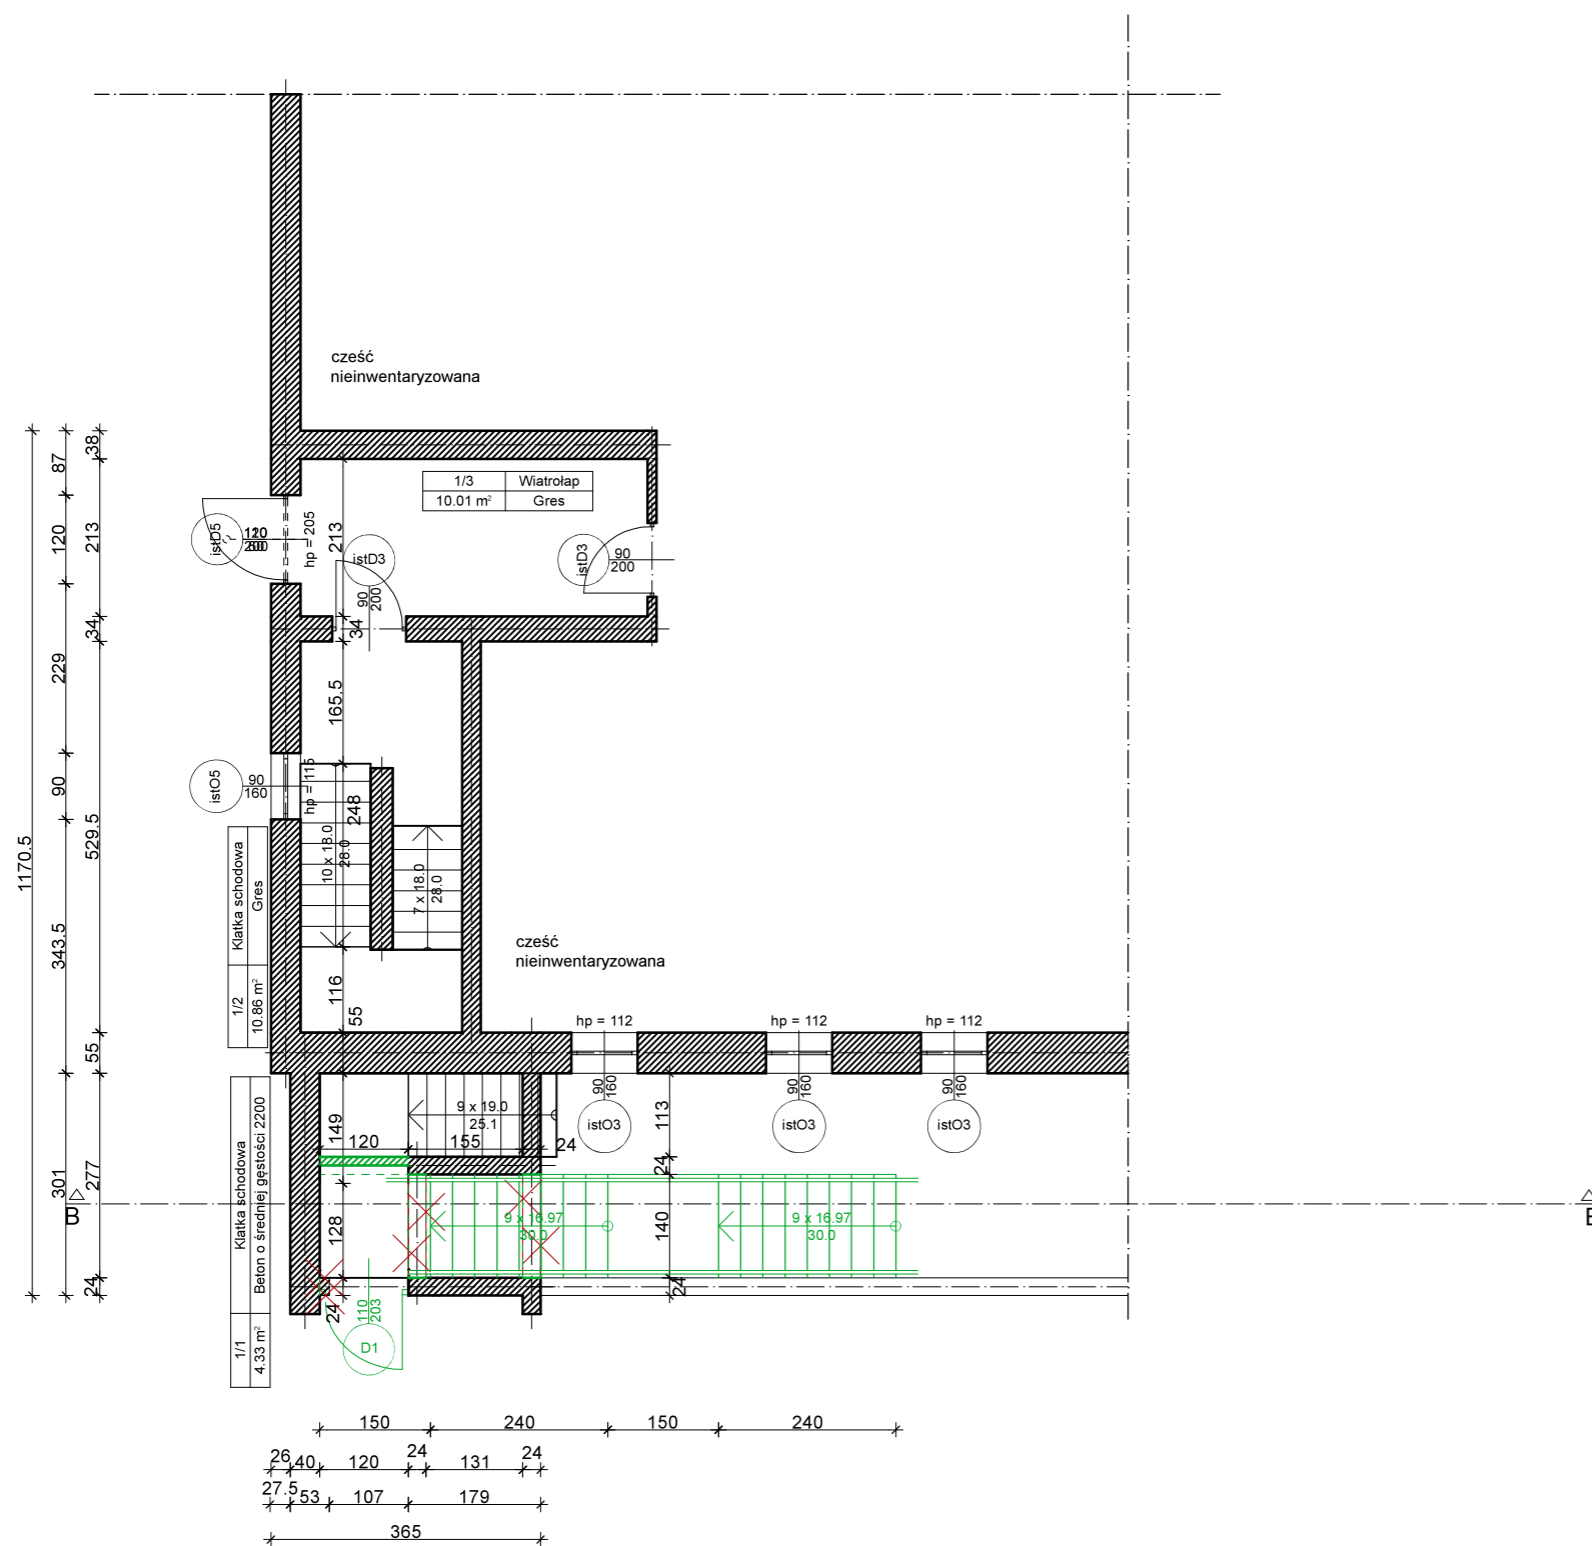 cześć
nieinwentaryzowana
38
87
1/3 Wiatrołap
10.01 m² Gres
120
213
istD5
200
hp = 205
213
istD3
istD3
90
200
90
200
34
34
229
165.5
istO5
90
160
hp = 115
90
248
529.5
10 x 18.0
28.0
7 x 18.0
28.0
1170.5
343.5
1/2 Klatka schodowa
10.86 m² Gres
cześć
nieinwentaryzowana
116
55
hp = 112
hp = 112
hp = 112
55
90
160
90
160
90
160
istO3
istO3
istO3
1/1 Klatka schodowa
4.33 m² Beton o średniej gęstości 2200
9 x 19.0
25.1
149
113
120
155
24
24
301
277
B
B
9 x 16.97
30.0
9 x 16.97
30.0
128
140
24
24
24
110
203
D1
150
240
150
240
26
40
120
24
131
24
27.5
53
107
179
365